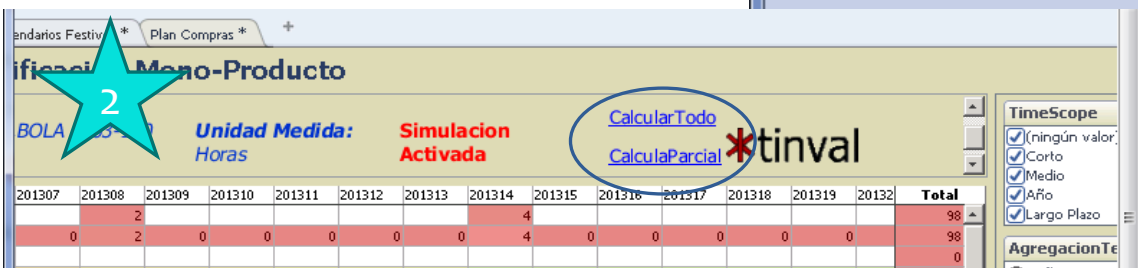 endarios Festiv * Plan Compras * +
Mono-Producto
2
BOLA
Unidad Medida:
Horas
Simulacion
Activada
CalcularTodo
CalculaParcial
*tinval
TimeScope
(ningún valor)
Corto
Medio
Año
Largo Plazo
AgregacionTe
201307 201308 201309 201310 201311 201312 201313 201314 201315 201316 201317 201318 201319 20132 Total
2 4 98
0 2 0 0 0 0 0 4 0 0 0 0 0 98
0